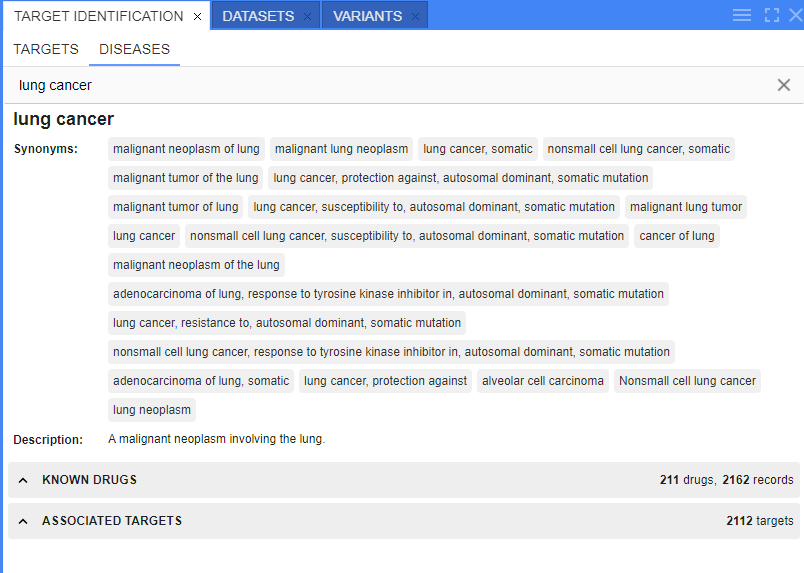 TARGET IDENTIFICATION × DATASETS × VARIANTS ×
TARGETS DISEASES
lung cancer
lung cancer
Synonyms: malignant neoplasm of lung malignant lung neoplasm lung cancer, somatic nonsmall cell lung cancer, somatic
malignant tumor of the lung lung cancer, protection against, autosomal dominant, somatic mutation
malignant tumor of lung lung cancer, susceptibility to, autosomal dominant, somatic mutation malignant lung tumor
lung cancer nonsmall cell lung cancer, susceptibility to, autosomal dominant, somatic mutation cancer of lung
malignant neoplasm of the lung
adenocarcinoma of lung, response to tyrosine kinase inhibitor in, autosomal dominant, somatic mutation
lung cancer, resistance to, autosomal dominant, somatic mutation
nonsmall cell lung cancer, response to tyrosine kinase inhibitor in, autosomal dominant, somatic mutation
adenocarcinoma of lung, somatic lung cancer, protection against alveolar cell carcinoma Nonsmall cell lung cancer
lung neoplasm
Description: A malignant neoplasm involving the lung.
KNOWN DRUGS 211 drugs, 2162 records
ASSOCIATED TARGETS 2112 targets